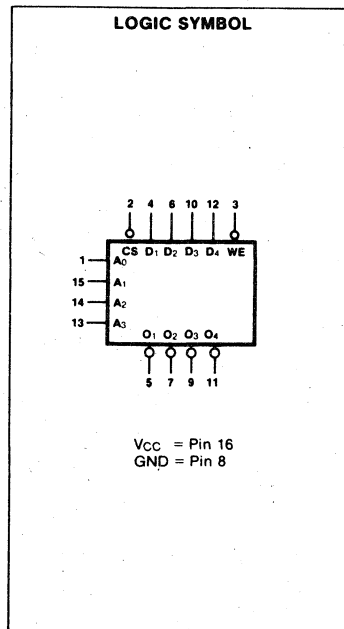 LOGIC SYMBOL
2 4 6 10 12 3
CS D1 D2 D3 D4 WE
1 A0
15 A1
14 A2
13 A3
O1 O2 O3 O4
5 7 9 11
VCC = Pin 16
GND = Pin 8